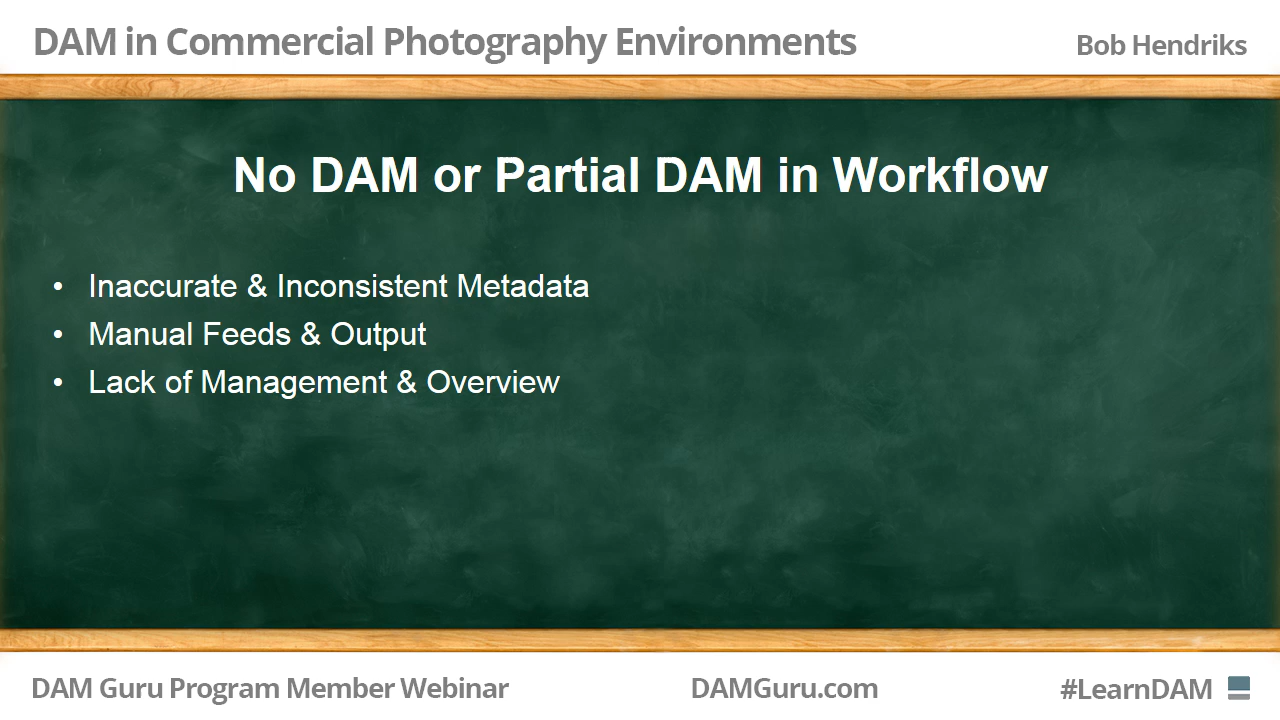 DAM in Commercial Photography Environments
Bob Hendriks
No DAM or Partial DAM in Workflow
• Inaccurate & Inconsistent Metadata
• Manual Feeds & Output
• Lack of Management & Overview
DAM Guru Program Member Webinar
DAMGuru.com
#LearnDAM